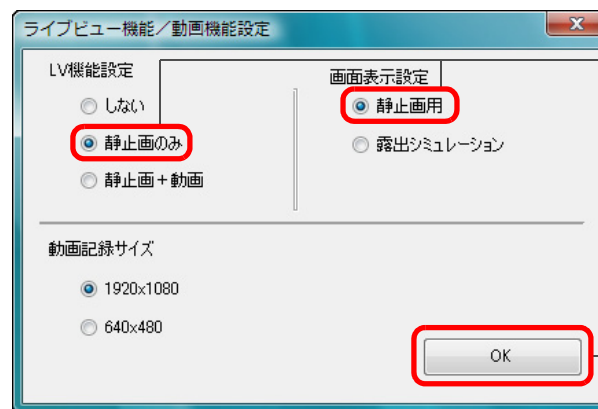 ライブビュー機能／動画機能設定
LV機能設定
しない
静止画のみ
静止画+動画
画面表示設定
静止画用
露出シミュレーション
動画記録サイズ
1920x1080
640x480
OK